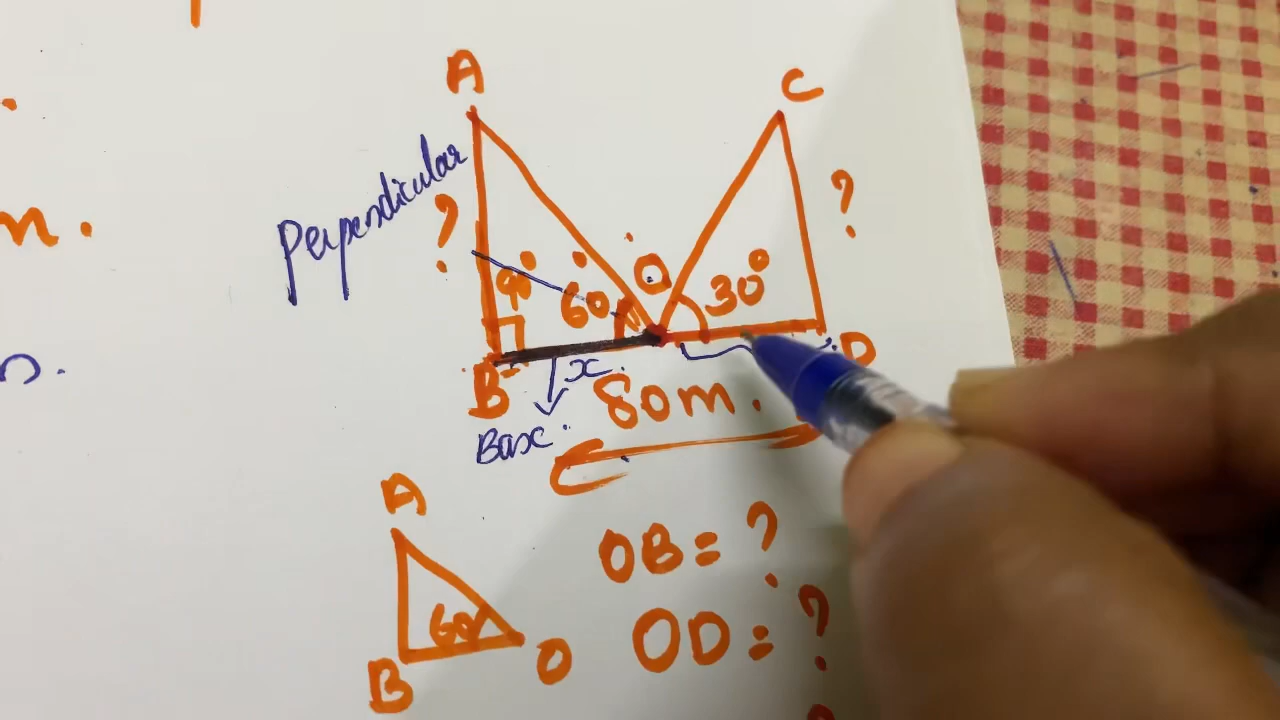 n.
A
C
Perpendicular
?
?
90°
60°
O
30°
B
x
D
80m.
Base.
A
60
B
O
OB = ?
OD = ?